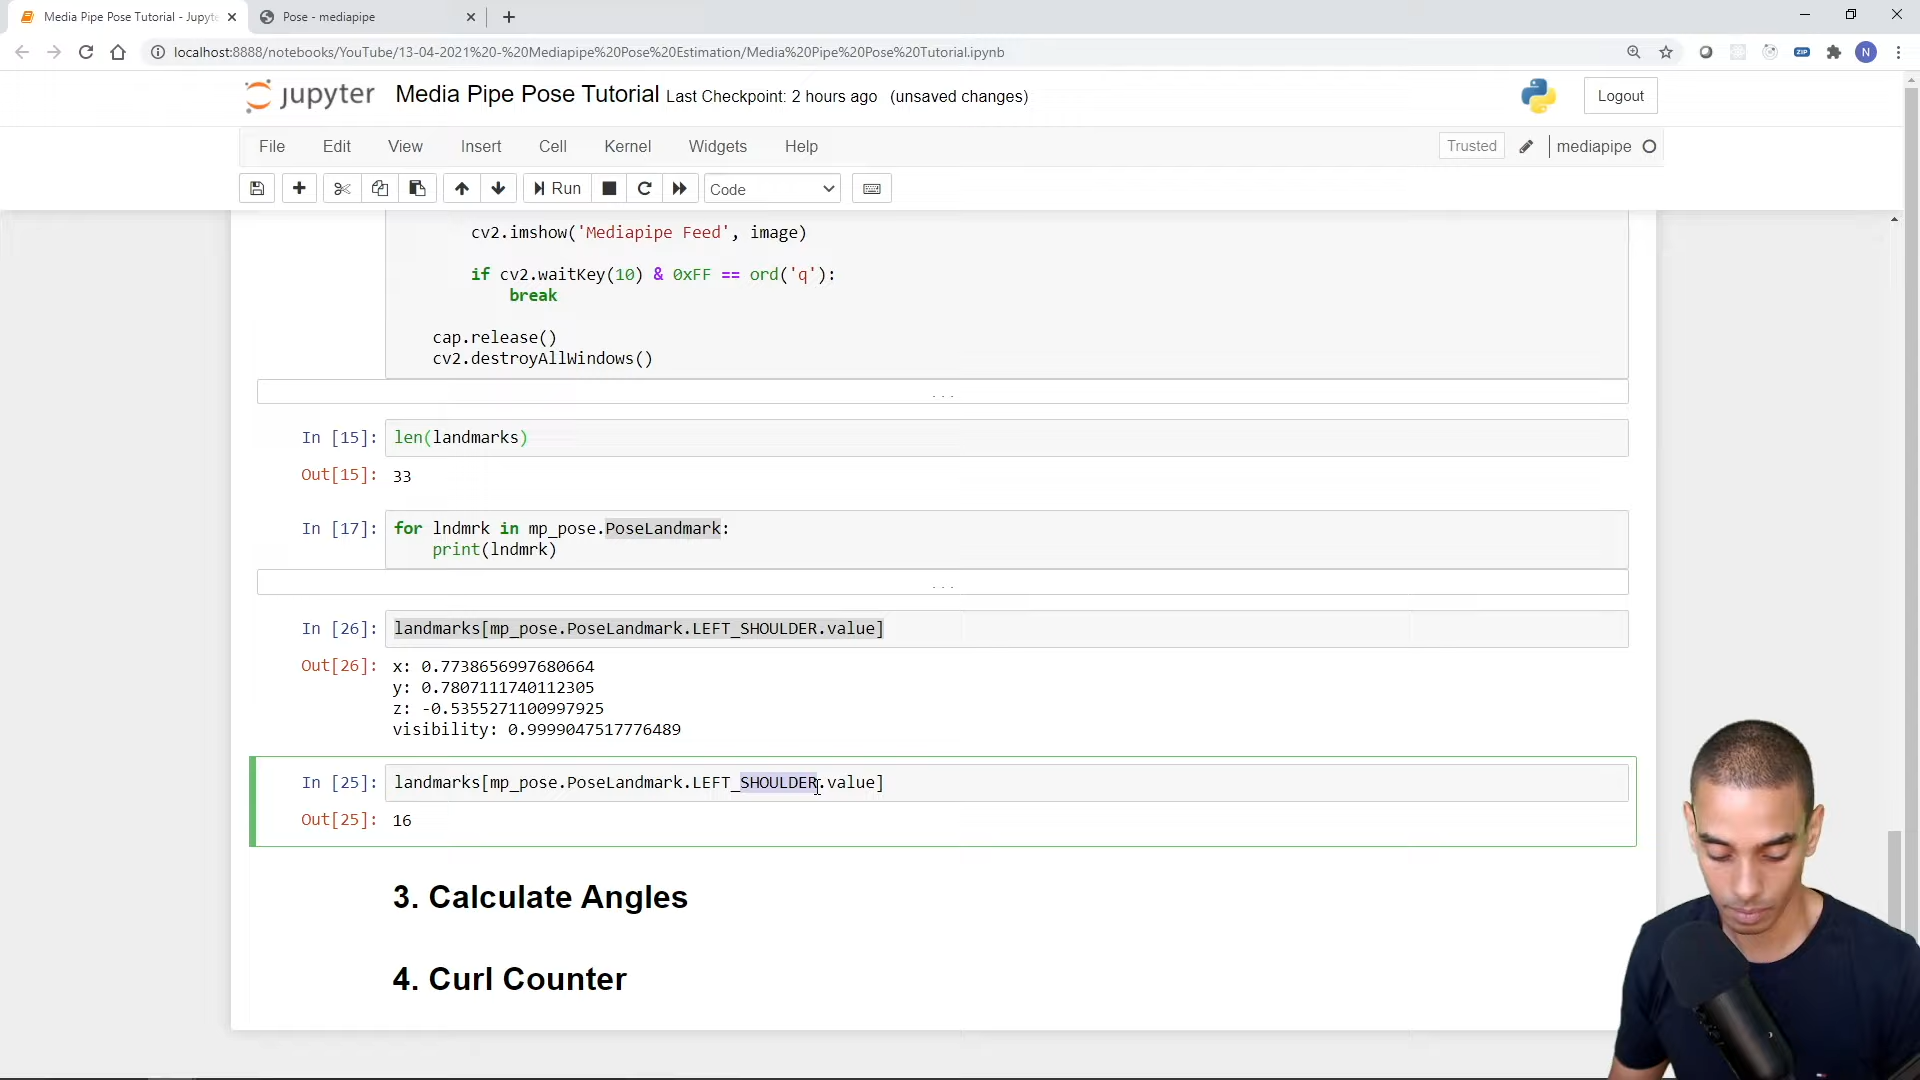 Media Pipe Pose Tutorial - Jupyte
Pose - mediapipe
localhost:8888/notebooks/YouTube/13-04-2021%20-%20Mediapipe%20Pose%20Estimation/Media%20Pipe%20Pose%20Tutorial.ipynb
ZIP
N
jupyter Media Pipe Pose Tutorial Last Checkpoint: 2 hours ago (unsaved changes)
Logout
File Edit View Insert Cell Kernel Widgets Help
Trusted
mediapipe
Run
Code
cv2.imshow('Mediapipe Feed', image)
if cv2.waitKey(10) & 0xFF == ord('q'):
break
cap.release()
cv2.destroyAllWindows()
...
In [15]: len(landmarks)
Out[15]: 33
In [17]: for lndmrk in mp_pose.PoseLandmark:
print(lndmrk)
...
In [26]: landmarks[mp_pose.PoseLandmark.LEFT_SHOULDER.value]
Out[26]: x: 0.7738656997680664
y: 0.7807111740112305
z: -0.5355271100997925
visibility: 0.9999047517776489
In [25]: landmarks[mp_pose.PoseLandmark.LEFT_SHOULDER.value]
Out[25]: 16
3. Calculate Angles
4. Curl Counter